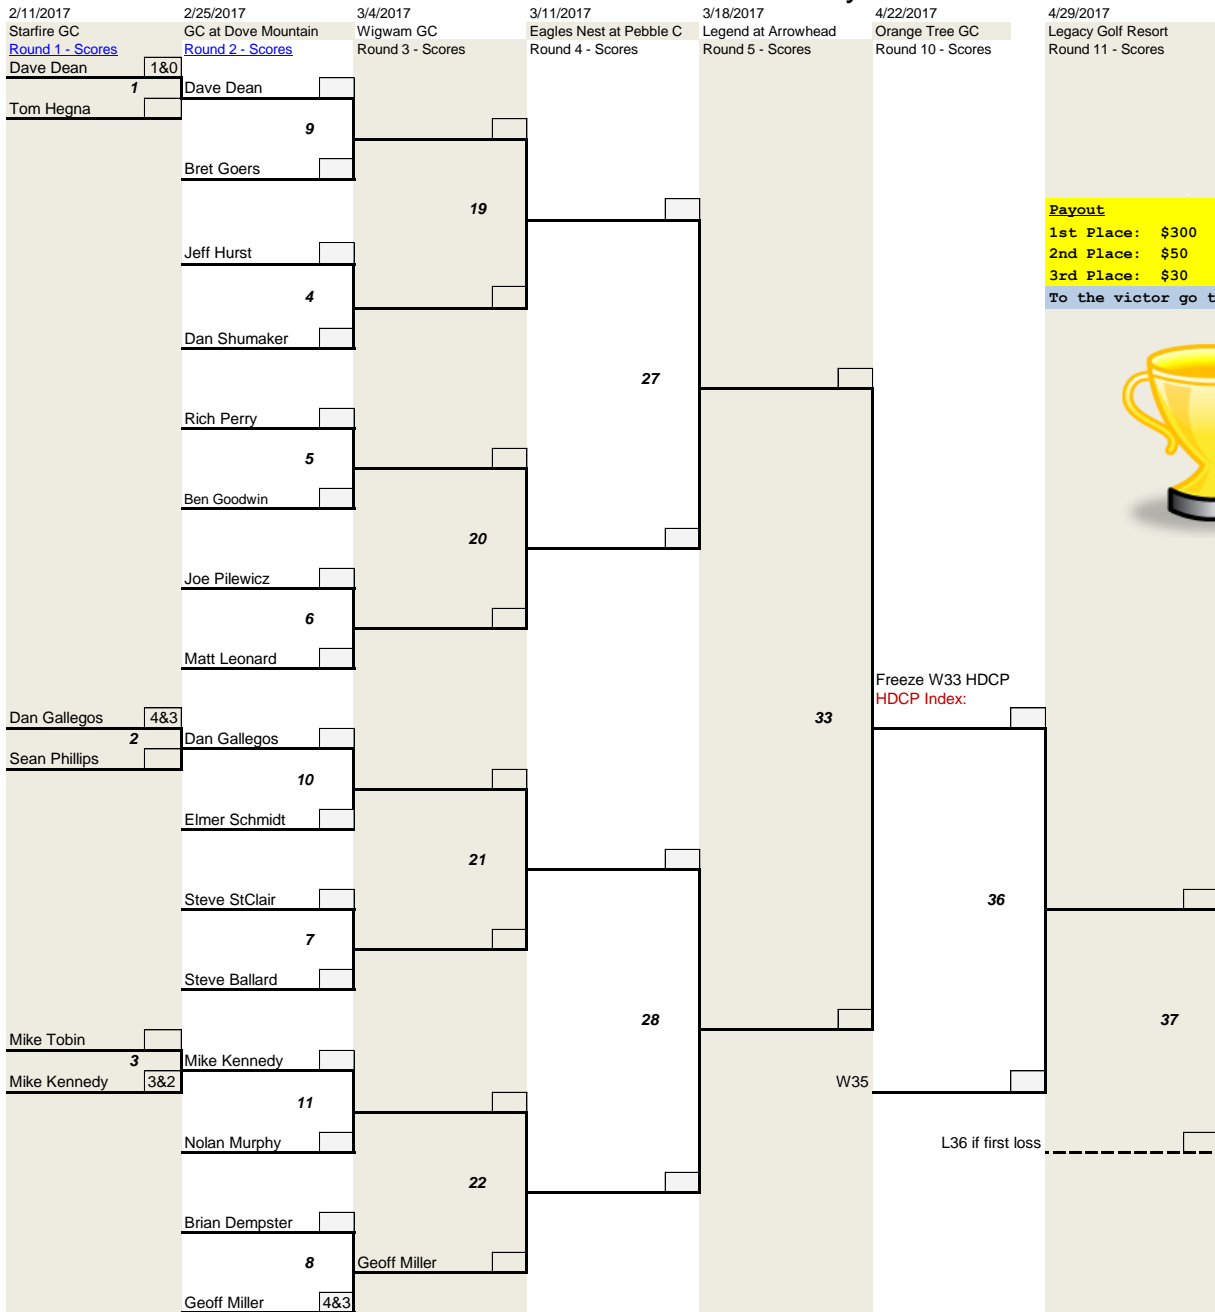 2/11/2017 2/25/2017 3/4/2017 3/11/2017 3/18/2017 4/22/2017 4/29/2017
Starfire GC GC at Dove Mountain Wigwam GC Eagles Nest at Pebble C Legend at Arrowhead Orange Tree GC Legacy Golf Resort
Round 1 - Scores Round 2 - Scores Round 3 - Scores Round 4 - Scores Round 5 - Scores Round 10 - Scores Round 11 - Scores
Dave Dean 1&0
1 Dave Dean
Tom Hegna
9
Bret Goers
19
Payout
1st Place: $300
Jeff Hurst 2nd Place: $50
3rd Place: $30
4 To the victor go t
Dan Shumaker
27
Rich Perry
5
Ben Goodwin
20
Joe Pilewicz
6
Matt Leonard
Freeze W33 HDCP
HDCP Index:
Dan Gallegos 4&3 33
2 Dan Gallegos
Sean Phillips
10
Elmer Schmidt
21
Steve StClair 36
7
Steve Ballard
28 37
Mike Tobin
3 Mike Kennedy
Mike Kennedy 3&2 W35
11
Nolan Murphy L36 if first loss
22
Brian Dempster
8 Geoff Miller
Geoff Miller 4&3